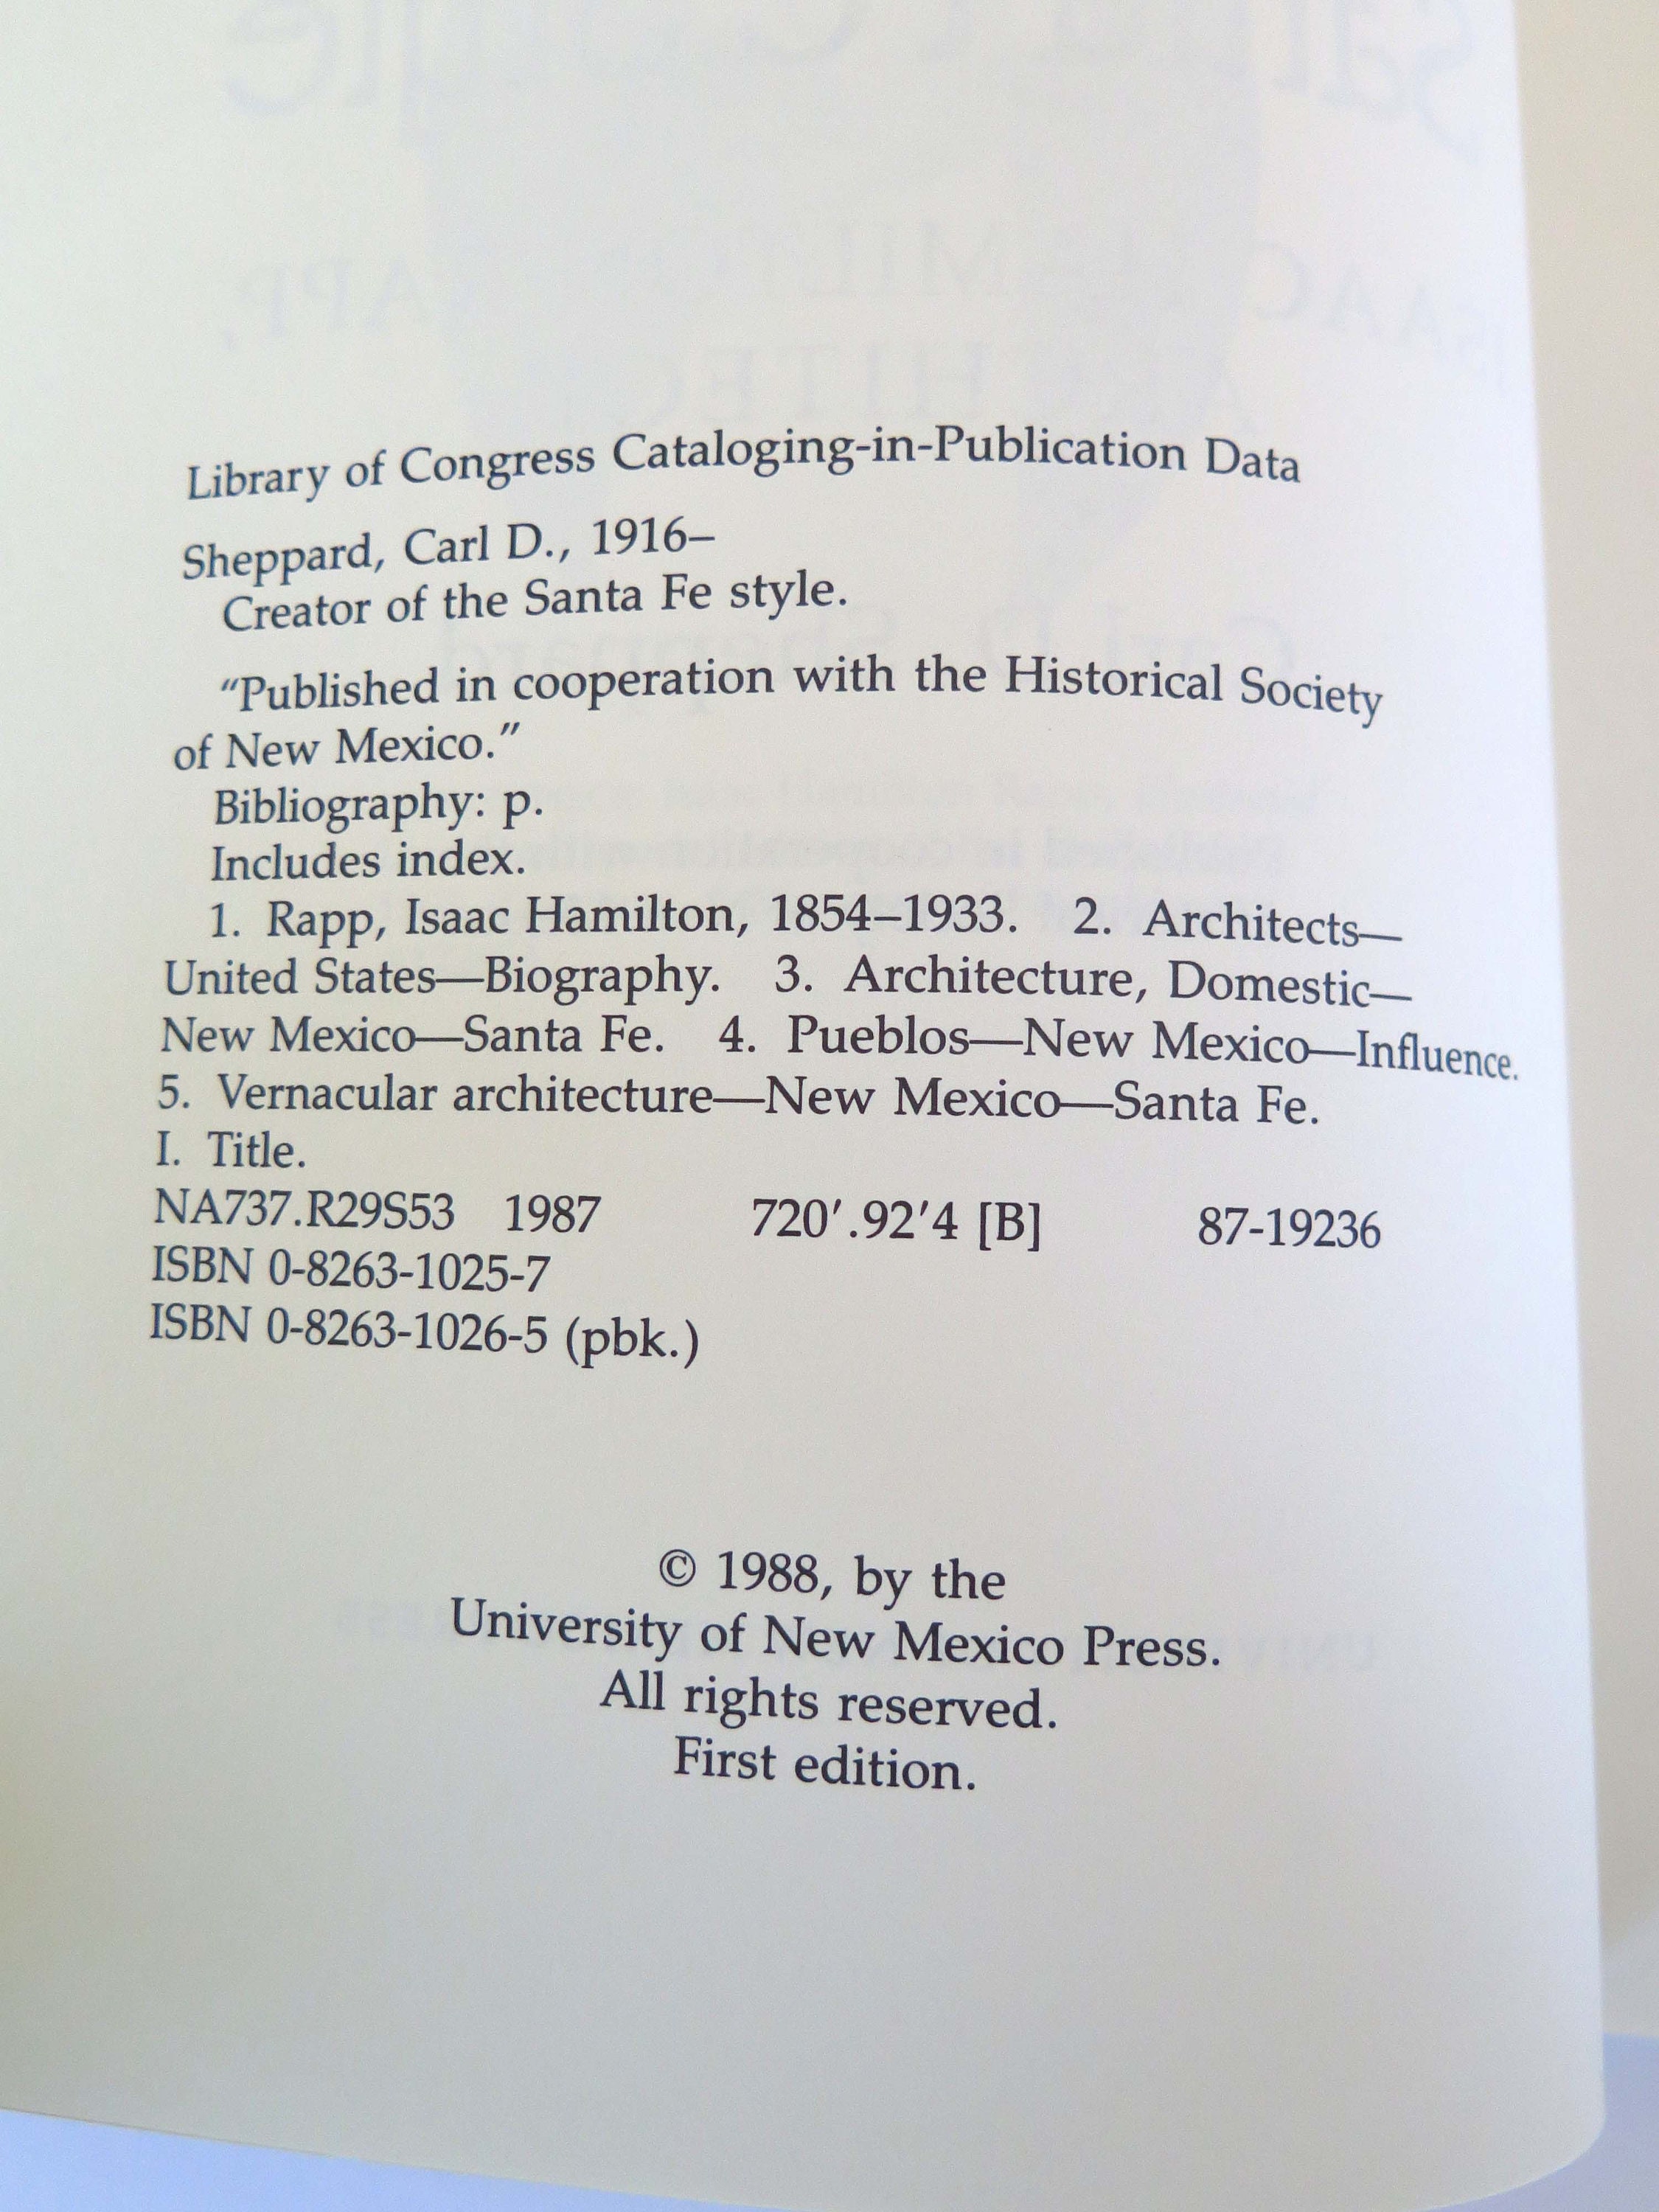 Library of Congress Cataloging-in-Publication Data
Sheppard, Carl D., 1916–
Creator of the Santa Fe style.
"Published in cooperation with the Historical Society
of New Mexico."
Bibliography: p.
Includes index.
1. Rapp, Isaac Hamilton, 1854–1933. 2. Architects—
United States—Biography. 3. Architecture, Domestic—
New Mexico—Santa Fe. 4. Pueblos—New Mexico—Influence.
5. Vernacular architecture—New Mexico—Santa Fe.
I. Title.
NA737.R29S53 1987 720′.92′4 [B] 87-19236
ISBN 0-8263-1025-7
ISBN 0-8263-1026-5 (pbk.)
© 1988, by the
University of New Mexico Press.
All rights reserved.
First edition.